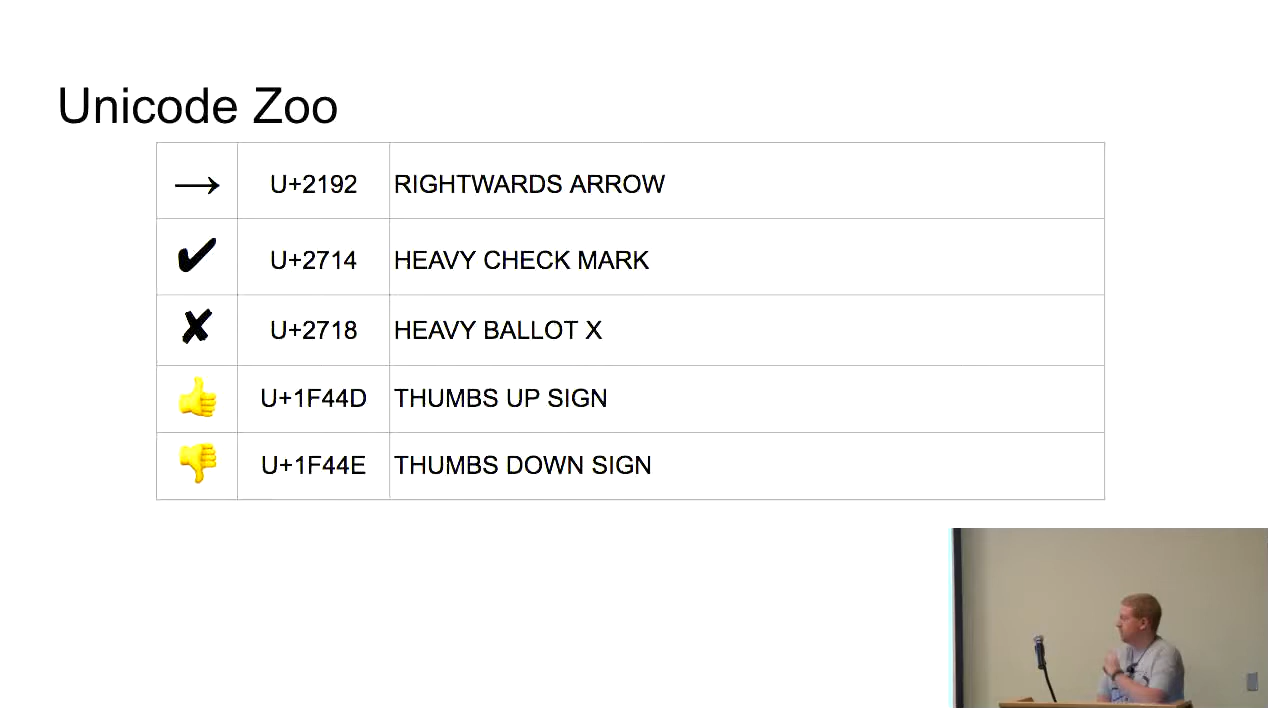 Unicode Zoo
→ U+2192 RIGHTWARDS ARROW
✔ U+2714 HEAVY CHECK MARK
✘ U+2718 HEAVY BALLOT X
👍 U+1F44D THUMBS UP SIGN
👎 U+1F44E THUMBS DOWN SIGN